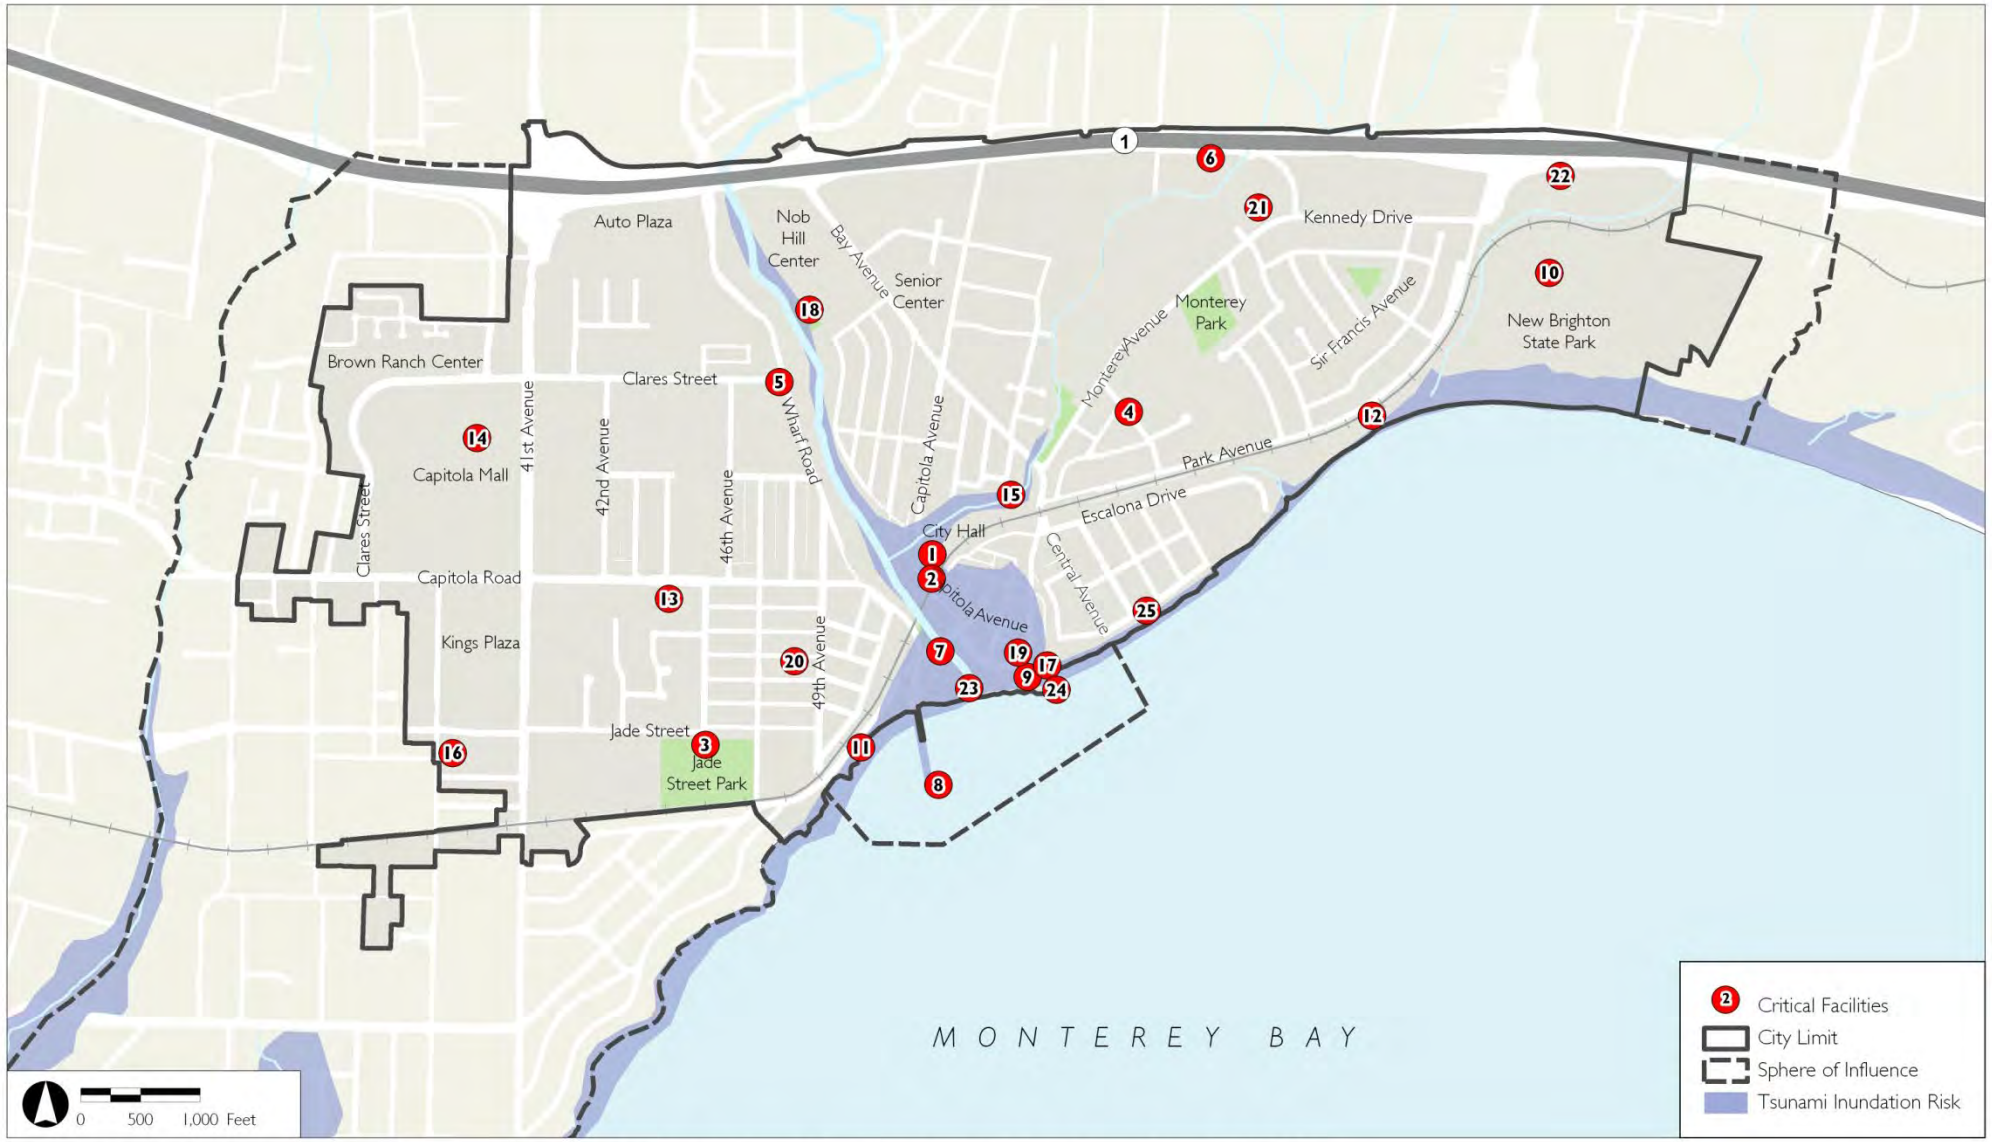 1
6
22
21
Auto Plaza
Nob
Hill
Center
Bay Avenue
Kennedy Drive
10
Senior
Center
18
Monterey
Park
Monterey Avenue
Sir Francis Avenue
New Brighton
State Park
Brown Ranch Center
Clares Street
5
41st Avenue
Wharf Road
Capitola Avenue
4
12
14
Capitola Mall
42nd Avenue
Park Avenue
46th Avenue
15
Escalona Drive
Clares Street
City Hall
1
2
Central Avenue
Capitola Road
13
pitola Avenue
25
Kings Plaza
20
49th Avenue
7
19
17
9
23
24
Jade Street
3
16
11
Jade
Street Park
8
MONTEREY BAY
2
Critical Facilities
City Limit
Sphere of Influence
Tsunami Inundation Risk
0 500 1,000 Feet